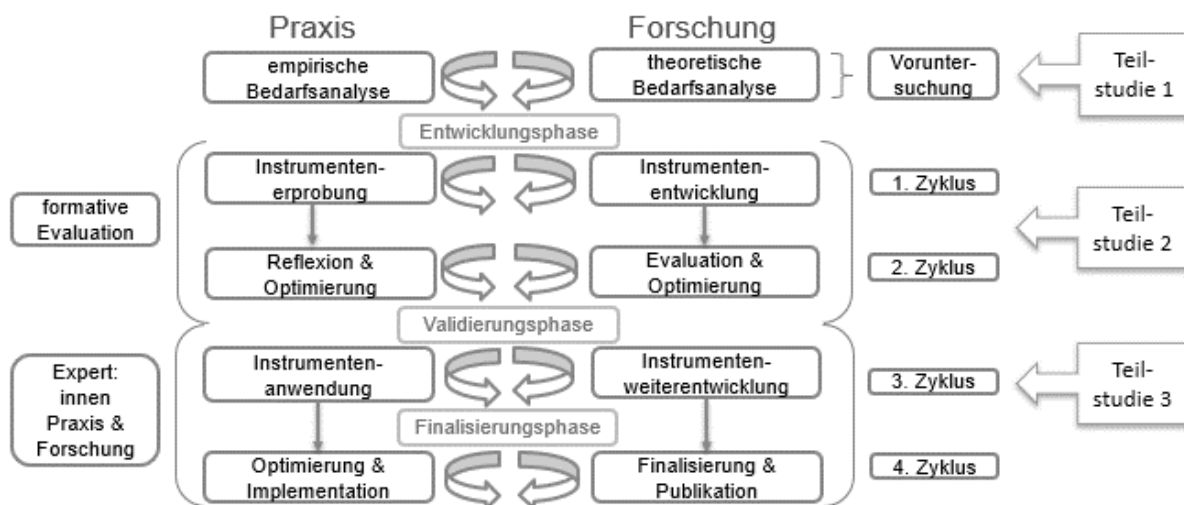 Praxis
Forschung
empirische
Bedarfsanalyse
theoretische
Bedarfsanalyse
Vorunter-
suchung
Teil-
studie 1
Entwicklungsphase
formative
Evaluation
Instrumenten-
erprobung
Instrumenten-
entwicklung
1. Zyklus
Reflexion &
Optimierung
Evaluation &
Optimierung
2. Zyklus
Teil-
studie 2
Validierungsphase
Expert:
innen
Praxis &
Forschung
Instrumenten-
anwendung
Instrumenten-
weiterentwicklung
3. Zyklus
Teil-
studie 3
Finalisierungsphase
Optimierung &
Implementation
Finalisierung &
Publikation
4. Zyklus